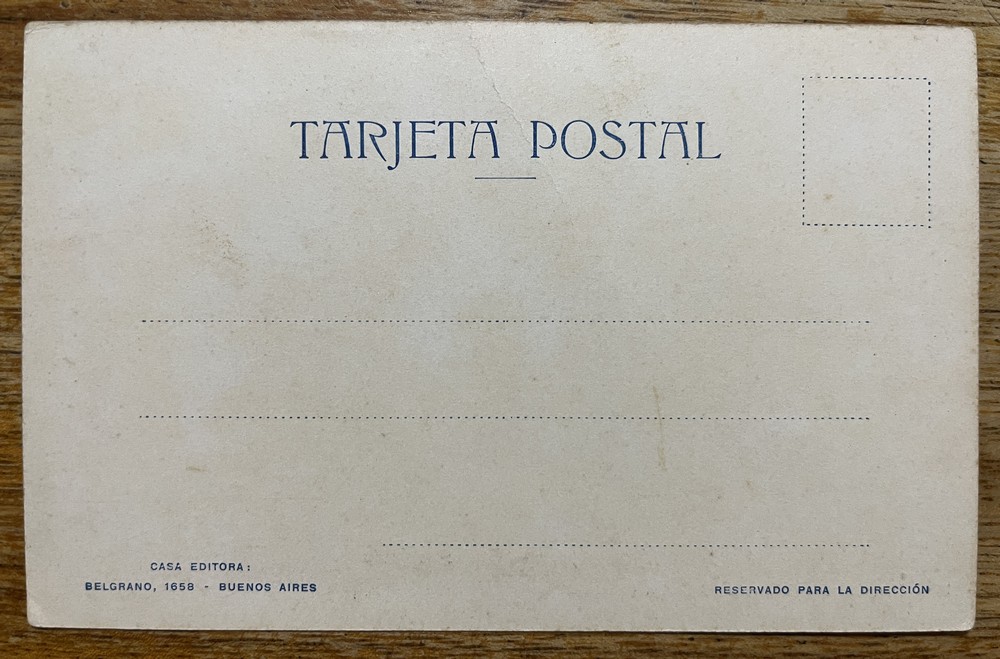 TARJETA POSTAL
CASA EDITORA:
BELGRANO, 1658 - BUENOS AIRES
RESERVADO PARA LA DIRECCIÓN